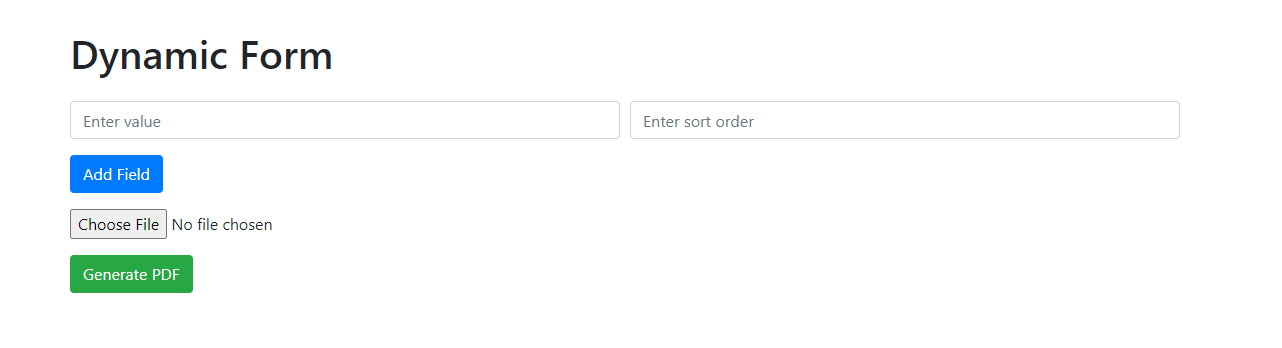 Dynamic Form
Enter value Enter sort order
Add Field
Choose File No file chosen
Generate PDF